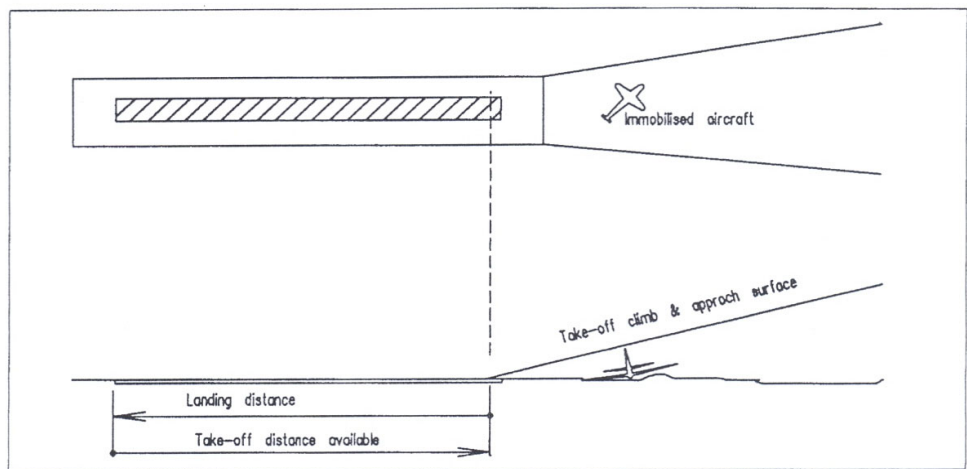 Immobilised aircraft
Take-off climb & approch surface
Landing distance
Take-off distance available